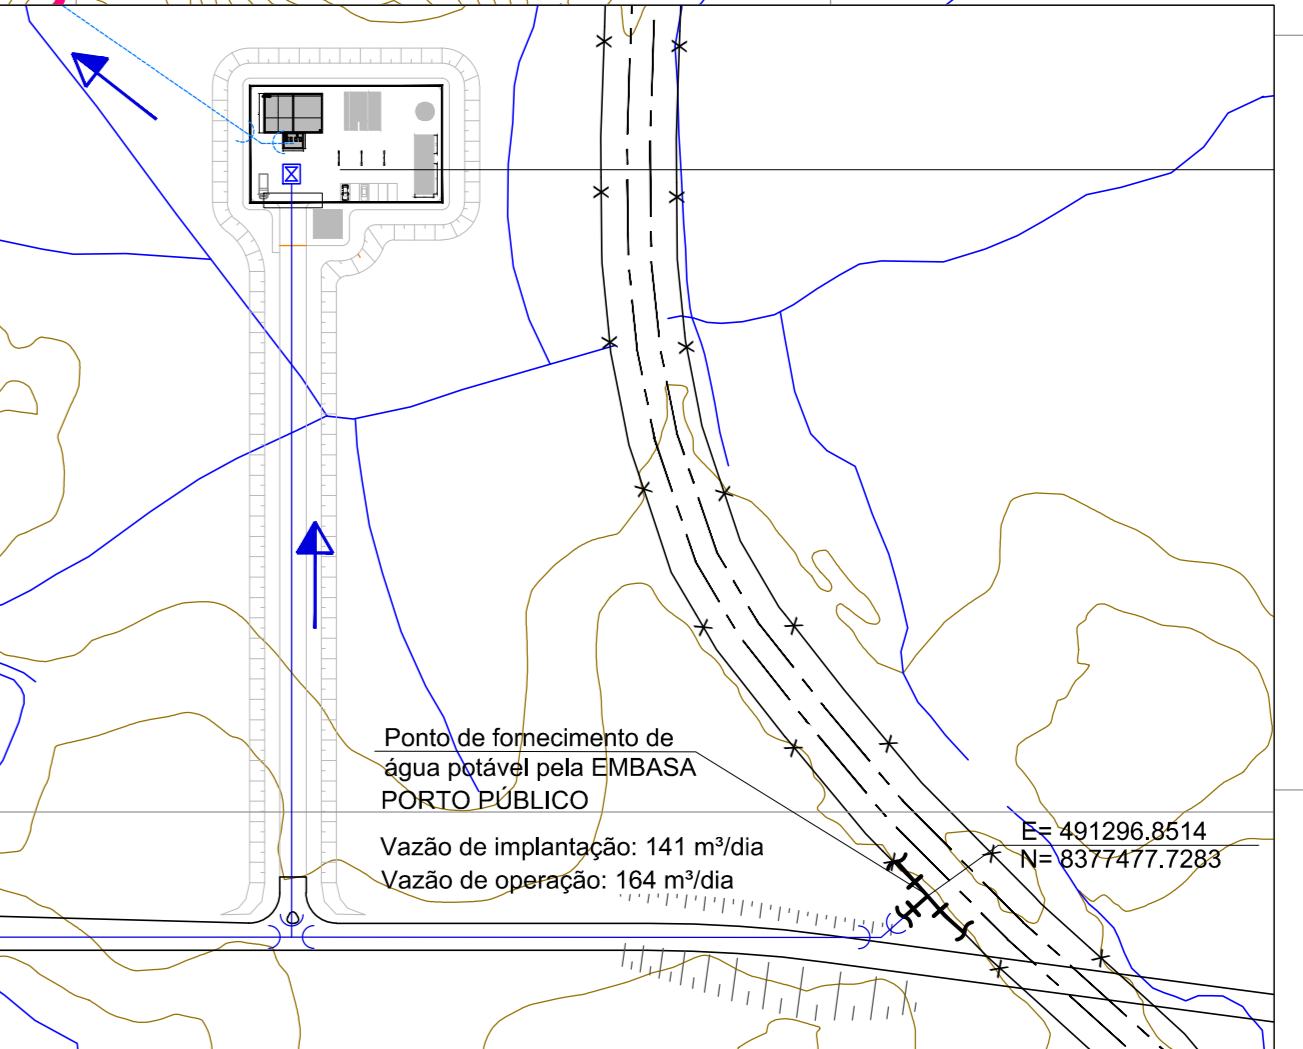 Ponto de fornecimento de
água potável pela EMBASA
PORTO PÚBLICO
Vazão de implantação: 141 m³/dia
Vazão de operação: 164 m³/dia
E= 491296.8514
N= 8377477.7283